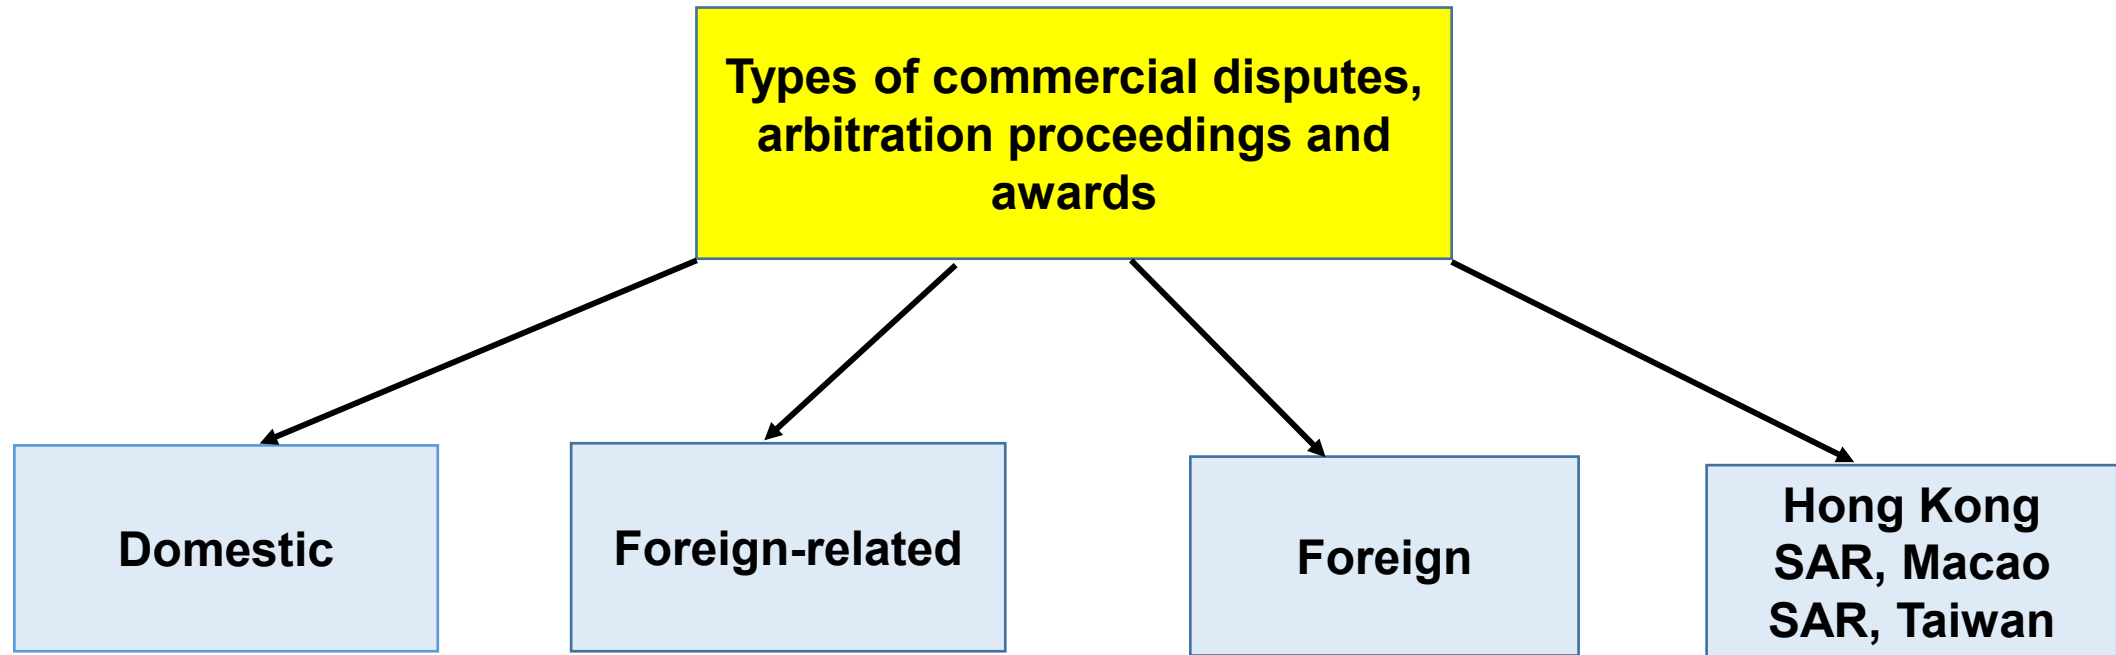 Types of commercial disputes,
arbitration proceedings and
awards
Domestic
Foreign-related
Foreign
Hong Kong
SAR, Macao
SAR, Taiwan